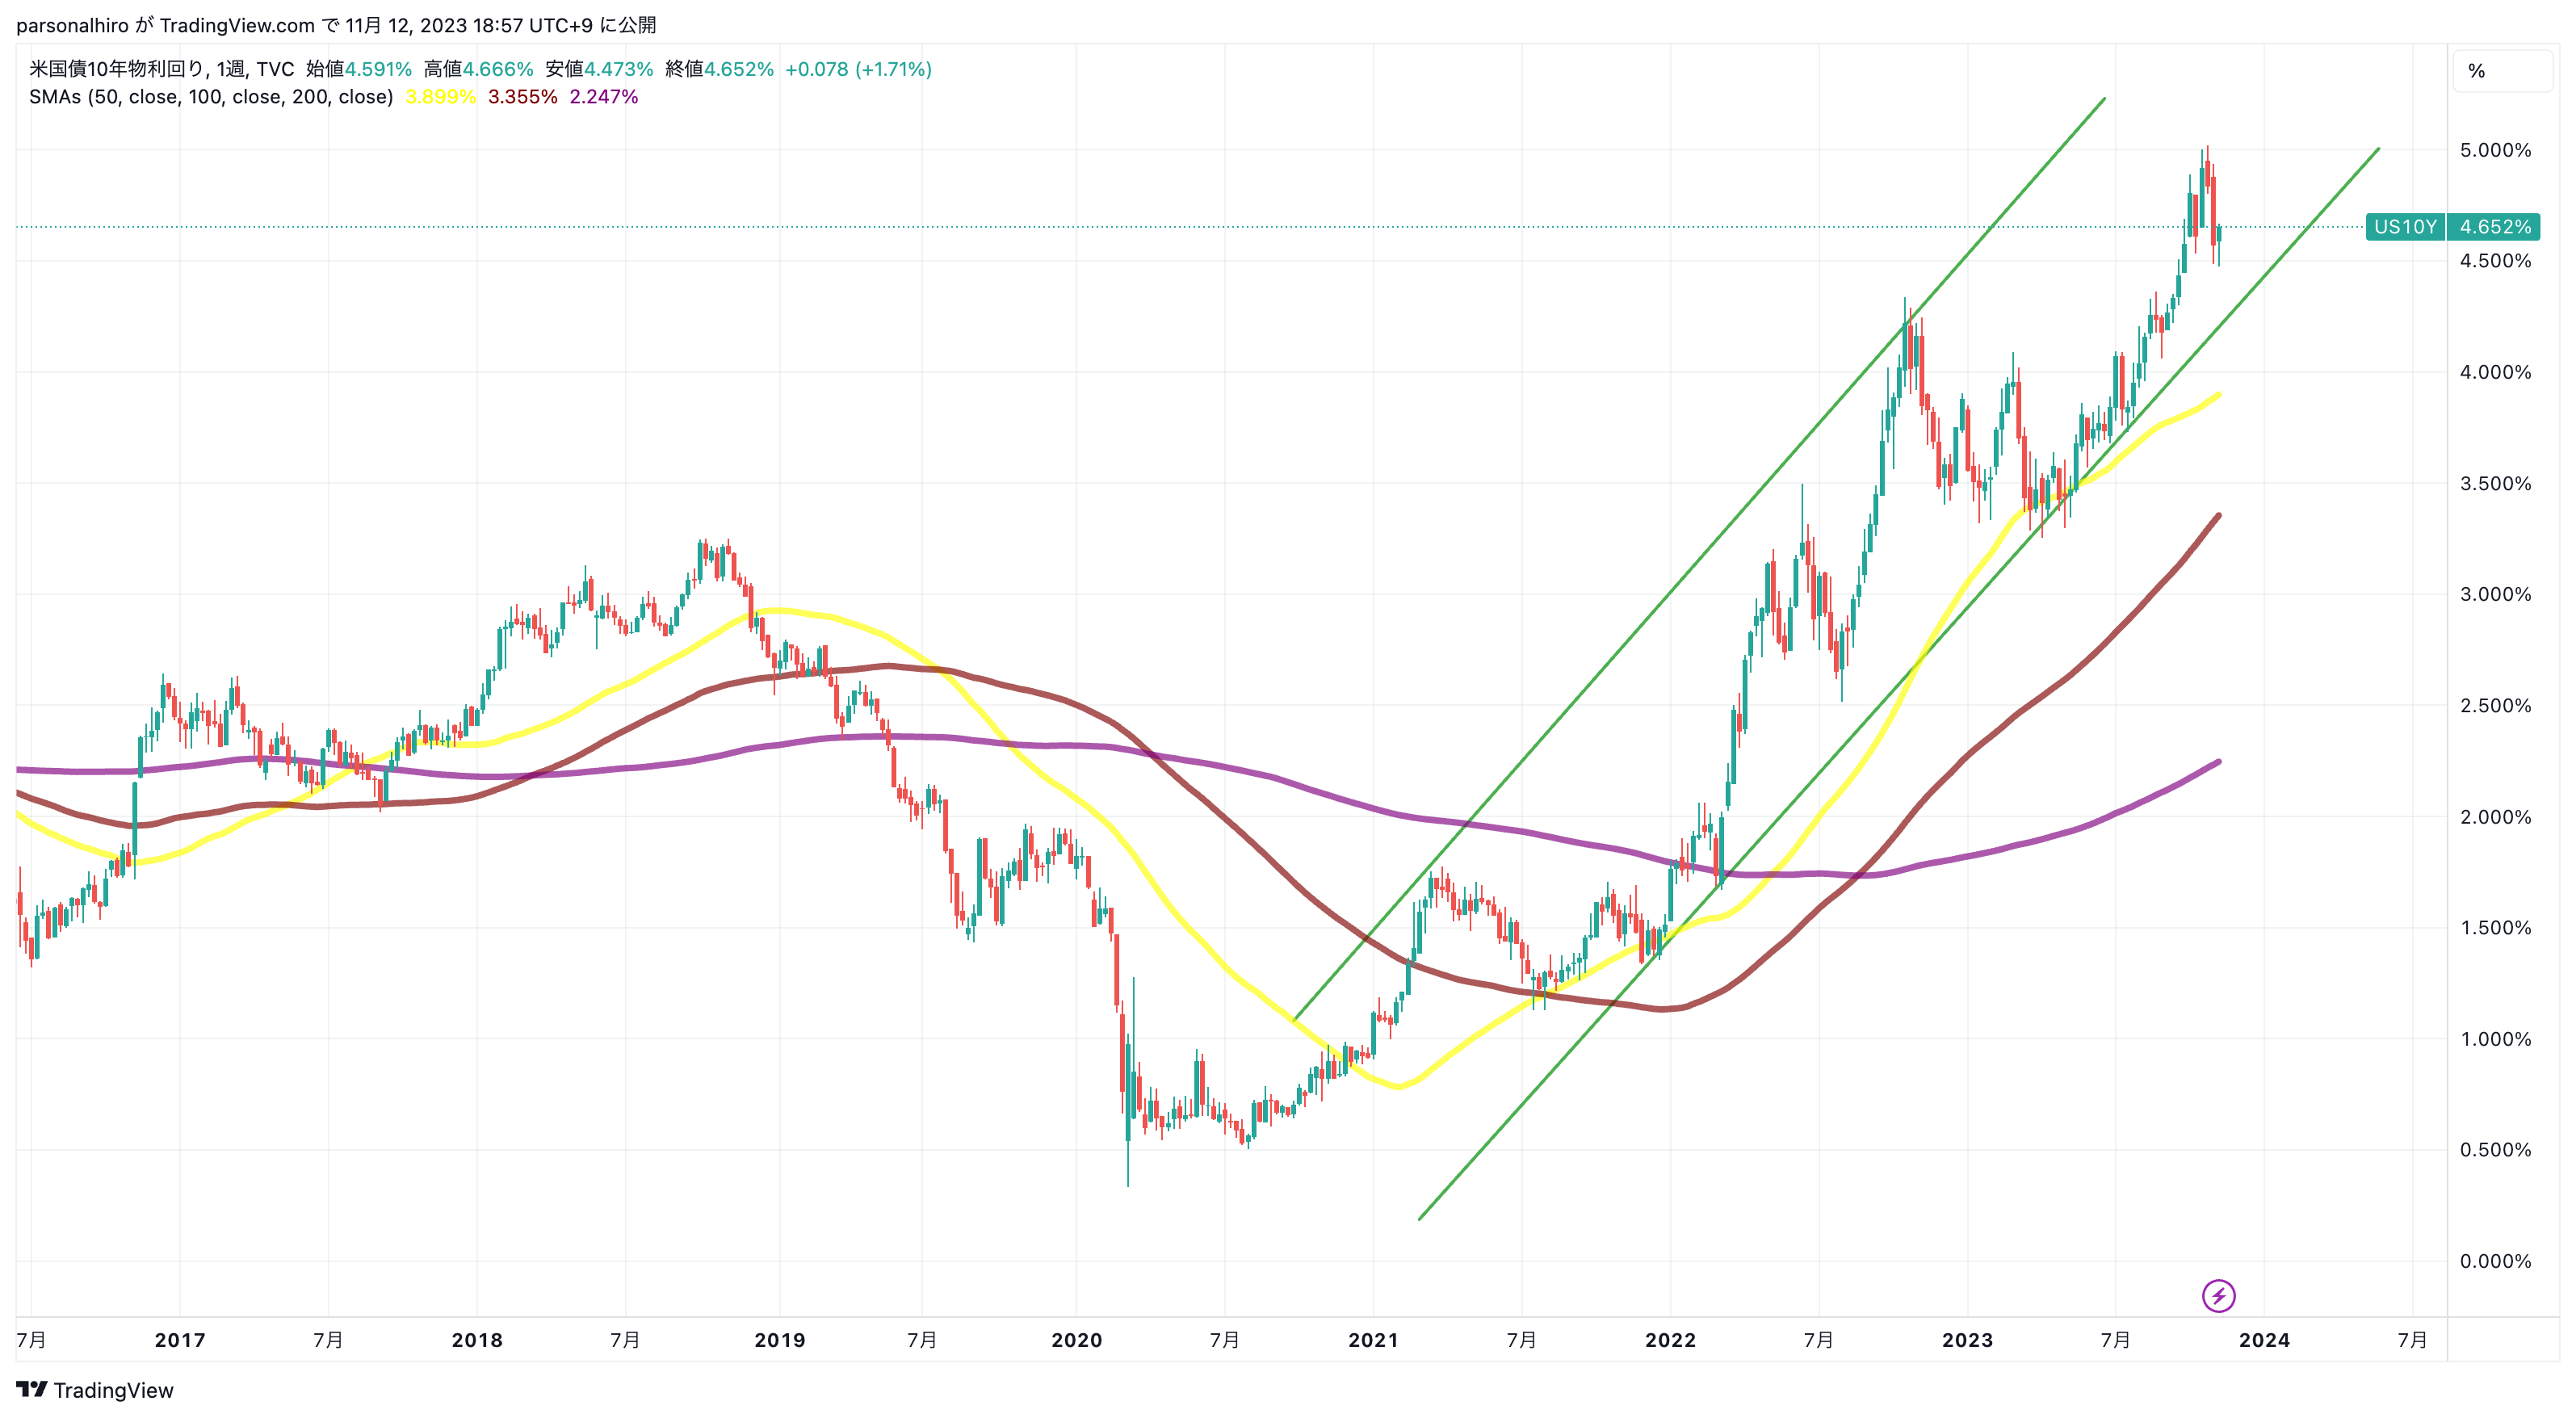 parsonalhiro が TradingView.com で 11月 12, 2023 18:57 UTC+9 に公開
米国債10年物利回り, 1週, TVC 始値4.591% 高値4.666% 安値4.473% 終値4.652% +0.078 (+1.71%)
SMAs (50, close, 100, close, 200, close) 3.899% 3.355% 2.247%
%
5.000%
US10Y 4.652%
4.500%
4.000%
3.500%
3.000%
2.500%
2.000%
1.500%
1.000%
0.500%
0.000%
7月 2017 7月 2018 7月 2019 7月 2020 7月 2021 7月 2022 7月 2023 7月 2024 7月
TradingView